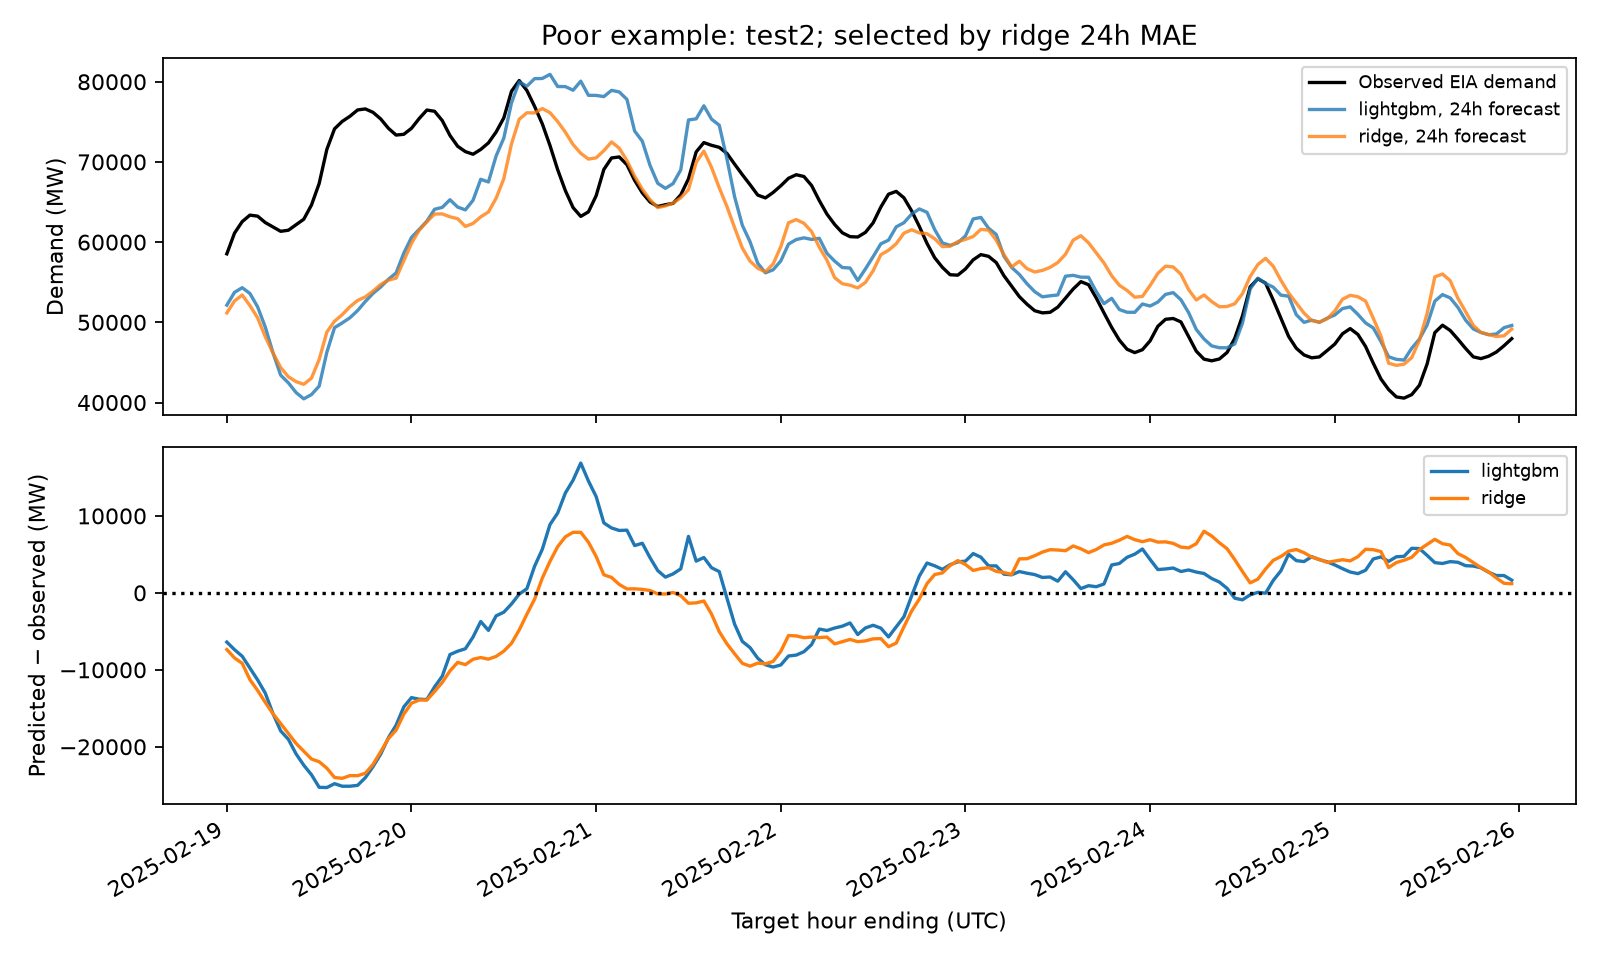 Poor example: test2; selected by ridge 24h MAE
Demand (MW)
80000
70000
60000
50000
40000
Observed EIA demand
lightgbm, 24h forecast
ridge, 24h forecast
Predicted − observed (MW)
10000
0
−10000
−20000
lightgbm
ridge
2025-02-19
2025-02-20
2025-02-21
2025-02-22
2025-02-23
2025-02-24
2025-02-25
2025-02-26
Target hour ending (UTC)